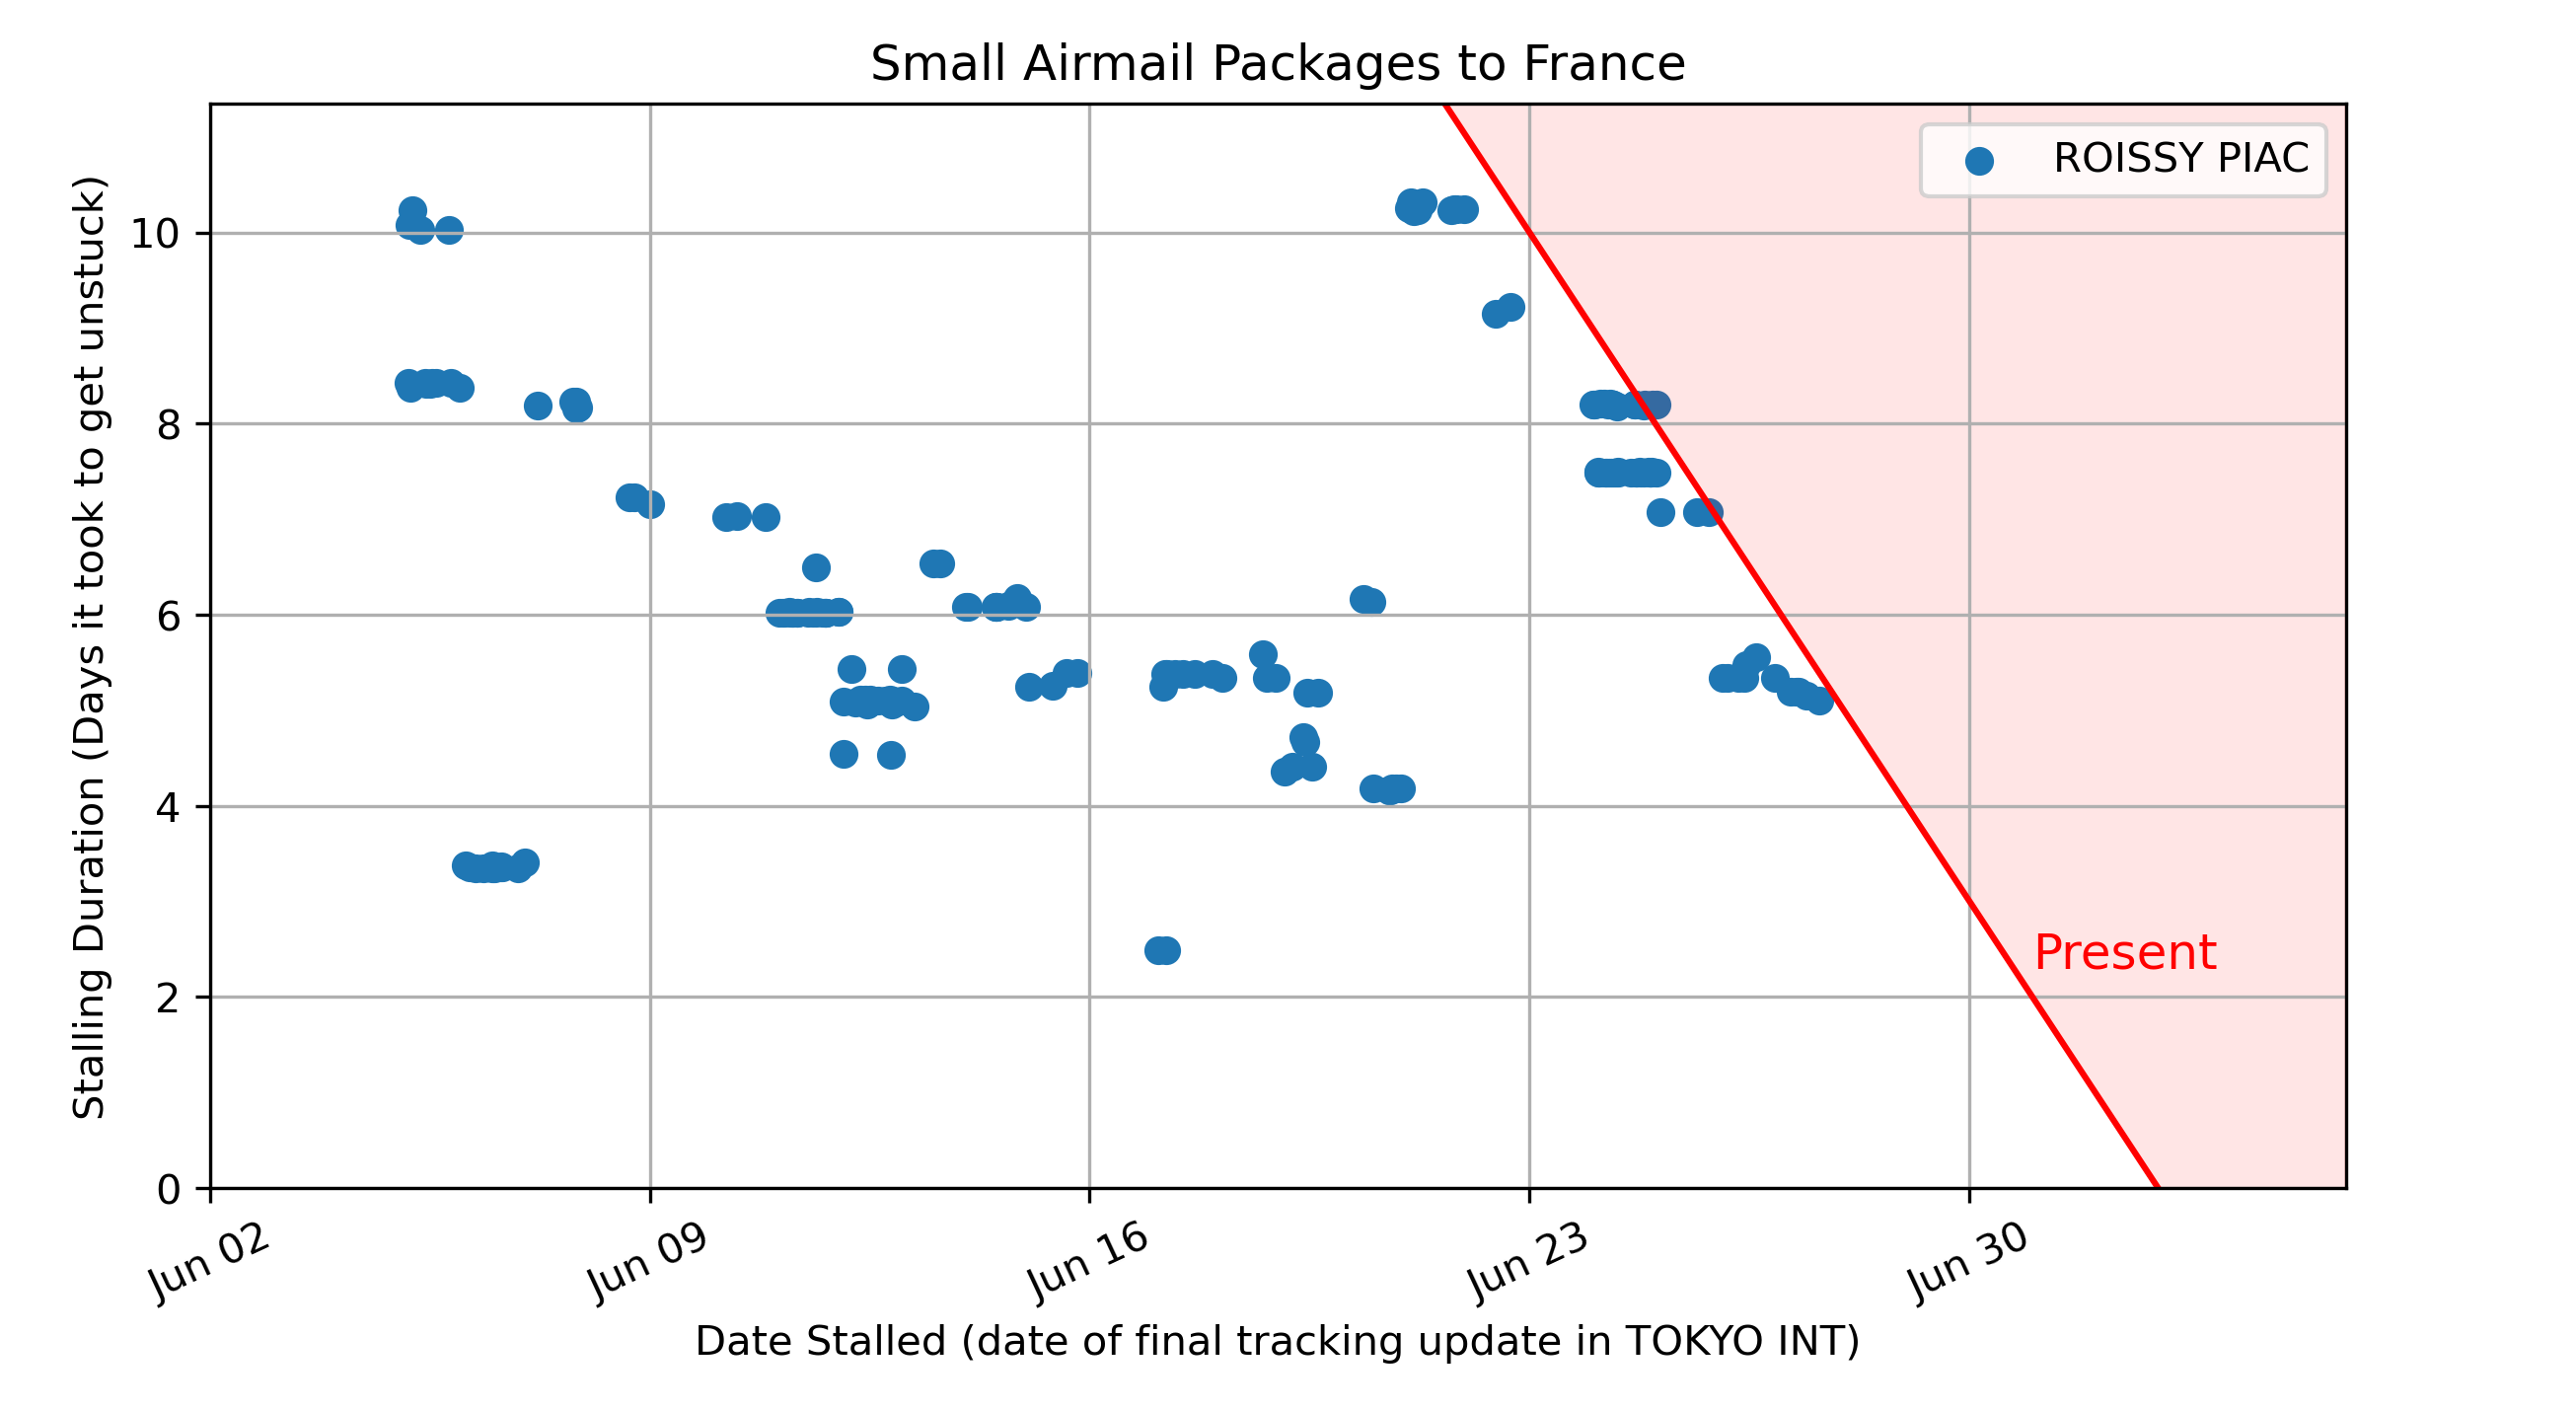 Small Airmail Packages to France
ROISSY PIAC
Stalling Duration (Days it took to get unstuck)
10
8
6
4
2
0
Present
Jun 02
Jun 09
Jun 16
Jun 23
Jun 30
Date Stalled (date of final tracking update in TOKYO INT)